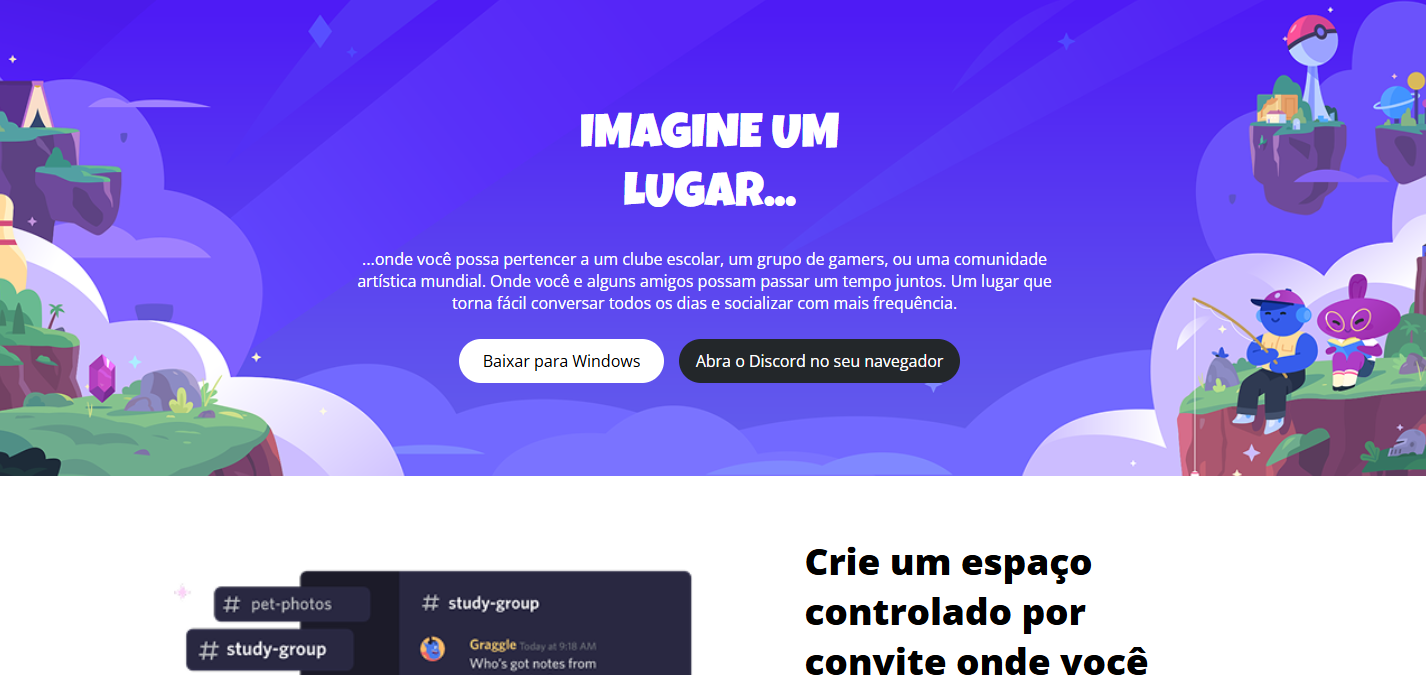 IMAGINE UM
LUGAR...
...onde você possa pertencer a um clube escolar, um grupo de gamers, ou uma comunidade
artística mundial. Onde você e alguns amigos possam passar um tempo juntos. Um lugar que
torna fácil conversar todos os dias e socializar com mais frequência.
Baixar para Windows
Abra o Discord no seu navegador
# pet-photos
# study-group
# study-group
Graggle Today at 9:18 AM
Who's got notes from
Crie um espaço
controlado por
convite onde você